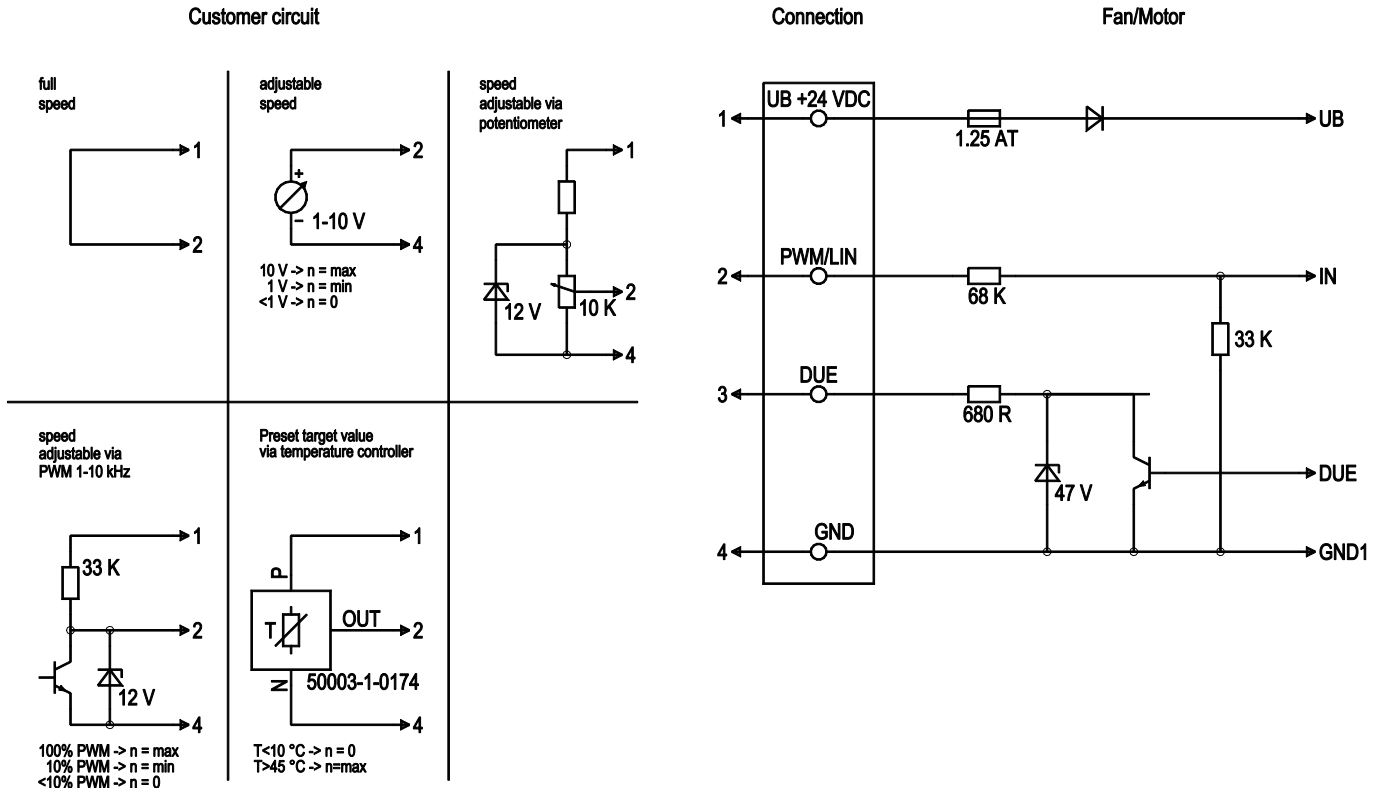 Customer circuit
Connection
Fan/Motor
full
speed
1
2
adjustable
speed
2
+
–
1-10 V
4
10 V -> n = max
1 V -> n = min
<1 V -> n = 0
speed
adjustable via
potentiometer
1
12 V
10 K
2
4
speed
adjustable via
PWM 1-10 kHz
1
33 K
2
12 V
4
100% PWM -> n = max
10% PWM -> n = min
<10% PWM -> n = 0
Preset target value
via temperature controller
1
P
T
OUT
2
N
50003-1-0174
4
T<10 °C -> n = 0
T>45 °C -> n=max
UB +24 VDC
1
1.25 AT
UB
PWM/LIN
2
68 K
IN
33 K
DUE
3
680 R
47 V
DUE
GND
4
GND1